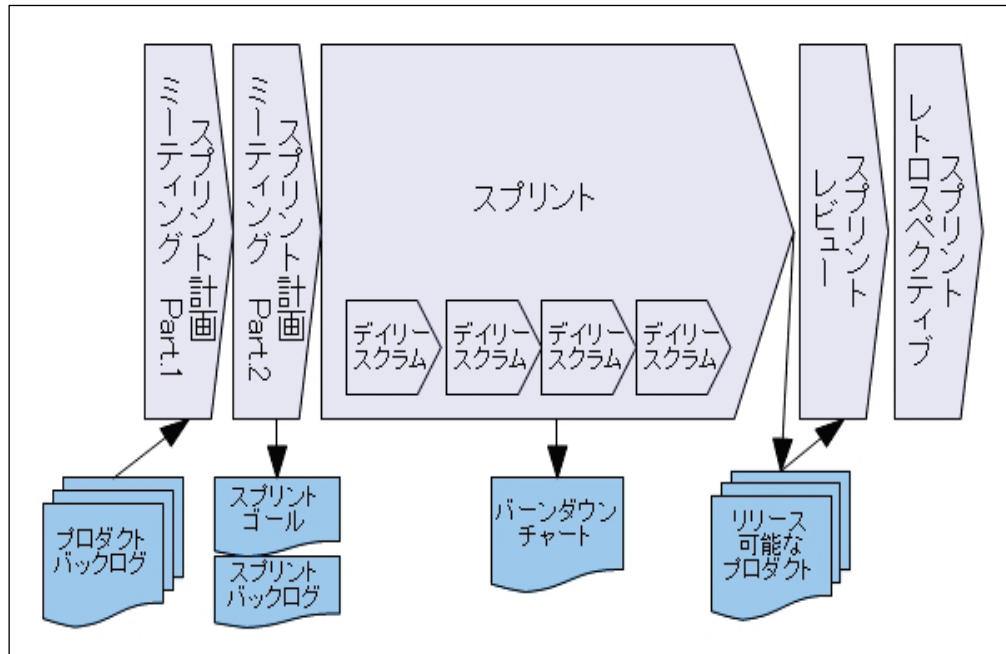 スプリント計画
ミーティング Part.1
スプリント計画
ミーティング Part.2
スプリント
デイリー
スクラム
デイリー
スクラム
デイリー
スクラム
デイリー
スクラム
スプリント
レビュー
スプリント
レトロスペクティブ
プロダクト
バックログ
スプリント
ゴール
スプリント
バックログ
バーンダウン
チャート
リリース
可能な
プロダクト